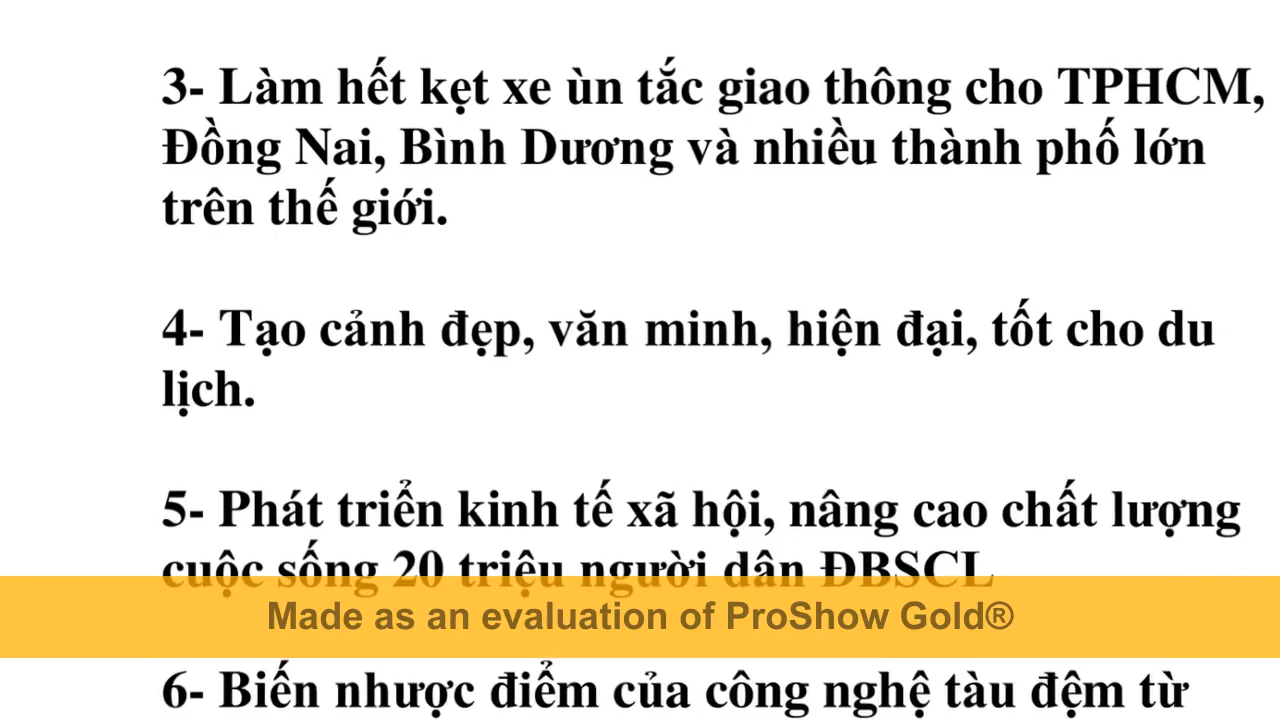 3- Làm hết kẹt xe ùn tắc giao thông cho TPHCM,
Đồng Nai, Bình Dương và nhiều thành phố lớn
trên thế giới.
4- Tạo cảnh đẹp, văn minh, hiện đại, tốt cho du
lịch.
5- Phát triển kinh tế xã hội, nâng cao chất lượng
cuộc sống 20 triệu người dân ĐBSCL
Made as an evaluation of ProShow Gold®
6- Biến nhược điểm của công nghệ tàu đệm từ